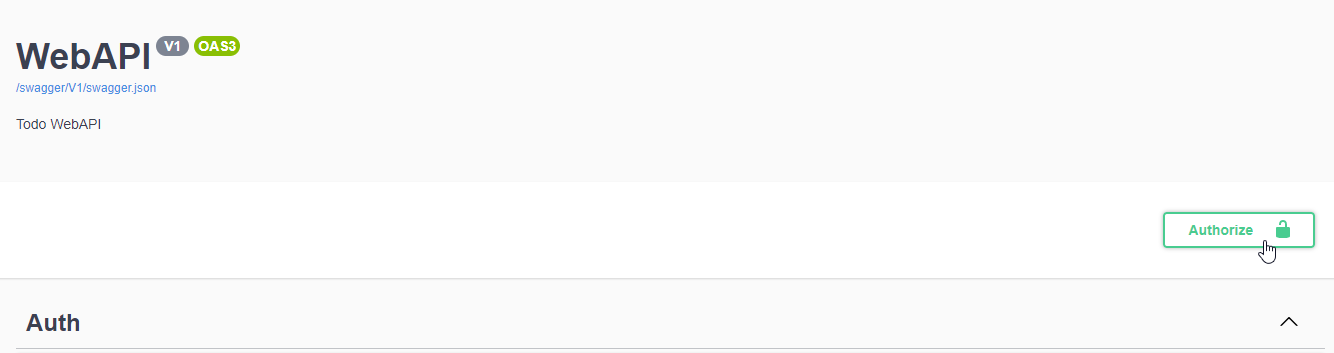 WebAPI V1 OAS3
/swagger/V1/swagger.json
Todo WebAPI
Authorize
Auth